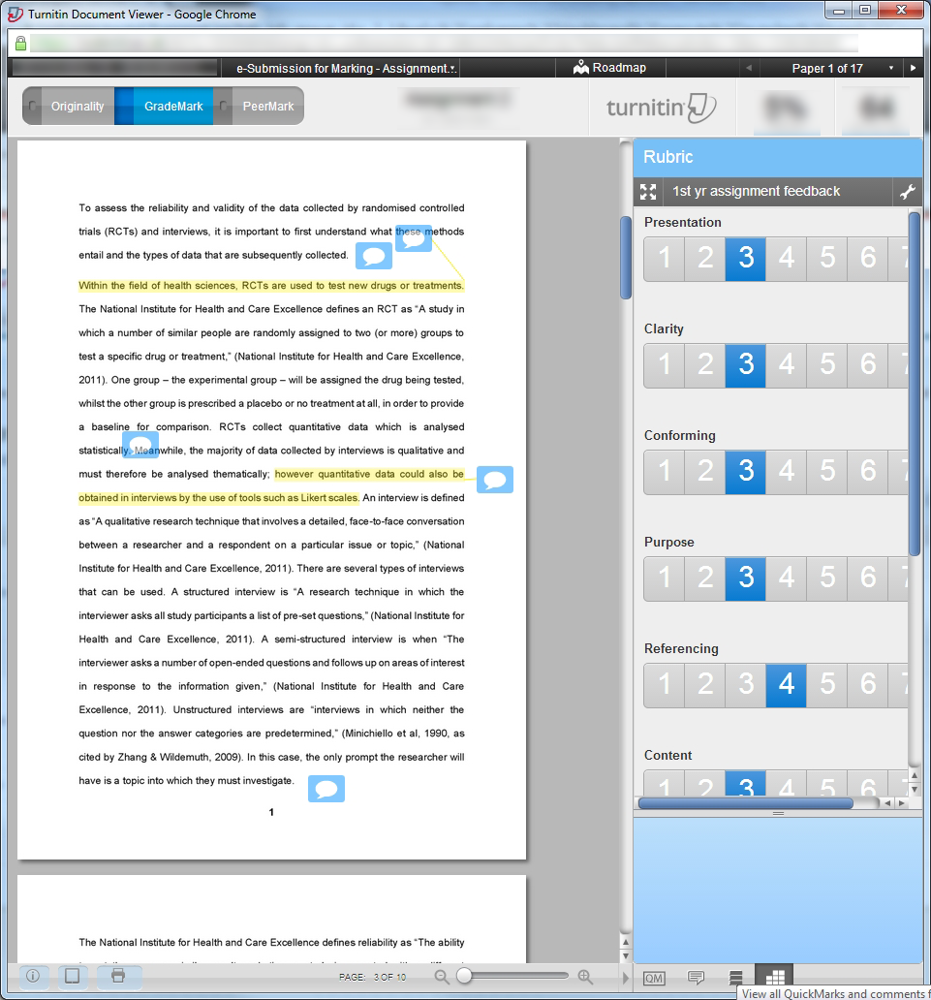 Turnitin Document Viewer - Google Chrome
e-Submission for Marking - Assignment...
Roadmap
Paper 1 of 17
Originality
GradeMark
PeerMark
turnitin
Rubric
1st yr assignment feedback
To assess the reliability and validity of the data collected by randomised controlled
trials (RCTs) and interviews, it is important to first understand what these methods
entail and the types of data that are subsequently collected.
Within the field of health sciences, RCTs are used to test new drugs or treatments.
The National Institute for Health and Care Excellence defines an RCT as “A study in
which a number of similar people are randomly assigned to two (or more) groups to
test a specific drug or treatment,” (National Institute for Health and Care Excellence,
2011). One group – the experimental group – will be assigned the drug being tested,
whilst the other group is prescribed a placebo or no treatment at all, in order to provide
a baseline for comparison. RCTs collect quantitative data which is analysed
statistically. Meanwhile, the majority of data collected by interviews is qualitative and
must therefore be analysed thematically; however quantitative data could also be
obtained in interviews by the use of tools such as Likert scales. An interview is defined
as “A qualitative research technique that involves a detailed, face-to-face conversation
between a researcher and a respondent on a particular issue or topic,” (National
Institute for Health and Care Excellence, 2011). There are several types of interviews
that can be used. A structured interview is “A research technique in which the
interviewer asks all study participants a list of pre-set questions,” (National Institute for
Health and Care Excellence, 2011). A semi-structured interview is when “The
interviewer asks a number of open-ended questions and follows up on areas of interest
in response to the information given,” (National Institute for Health and Care
Excellence, 2011). Unstructured interviews are “interviews in which neither the
question nor the answer categories are predetermined,” (Minichiello et al, 1990, as
cited by Zhang & Wildemuth, 2009). In this case, the only prompt the researcher will
have is a topic into which they must investigate.
1
The National Institute for Health and Care Excellence defines reliability as “The ability
Presentation
1 2 3 4 5 6 7
Clarity
1 2 3 4 5 6 7
Conforming
1 2 3 4 5 6 7
Purpose
1 2 3 4 5 6 7
Referencing
1 2 3 4 5 6 7
Content
1 2 3 4 5 6 7
PAGE: 3 OF 10
QM
View all QuickMarks and comments f